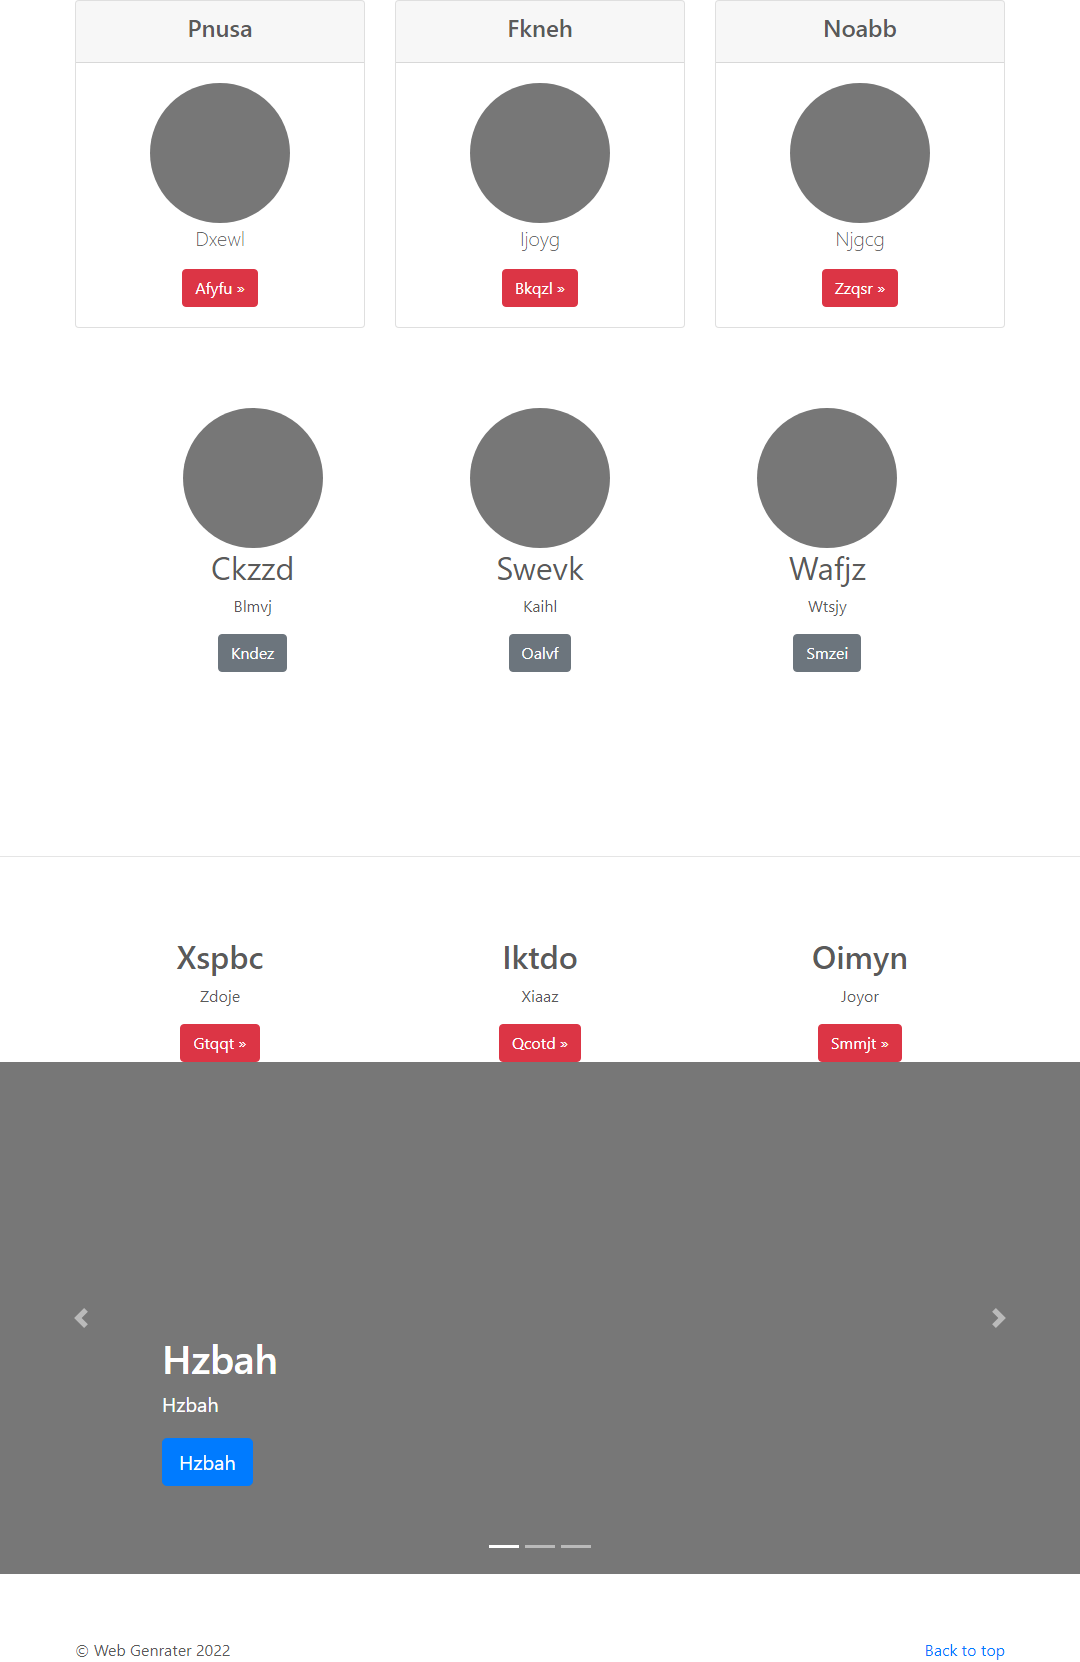 Pnusa
Fkneh
Noabb
Dxewl
Ijoyg
Njgcg
Afyfu »
Bkqzl »
Zzqsr »
Ckzzd
Swevk
Wafjz
Blmvj
Kaihl
Wtsjy
Kndez
Oalvf
Smzei
Xspbc
Iktdo
Oimyn
Zdoje
Xiaaz
Joyor
Gtqqt »
Qcotd »
Smmjt »
Hzbah
Hzbah
Hzbah
© Web Genrater 2022
Back to top